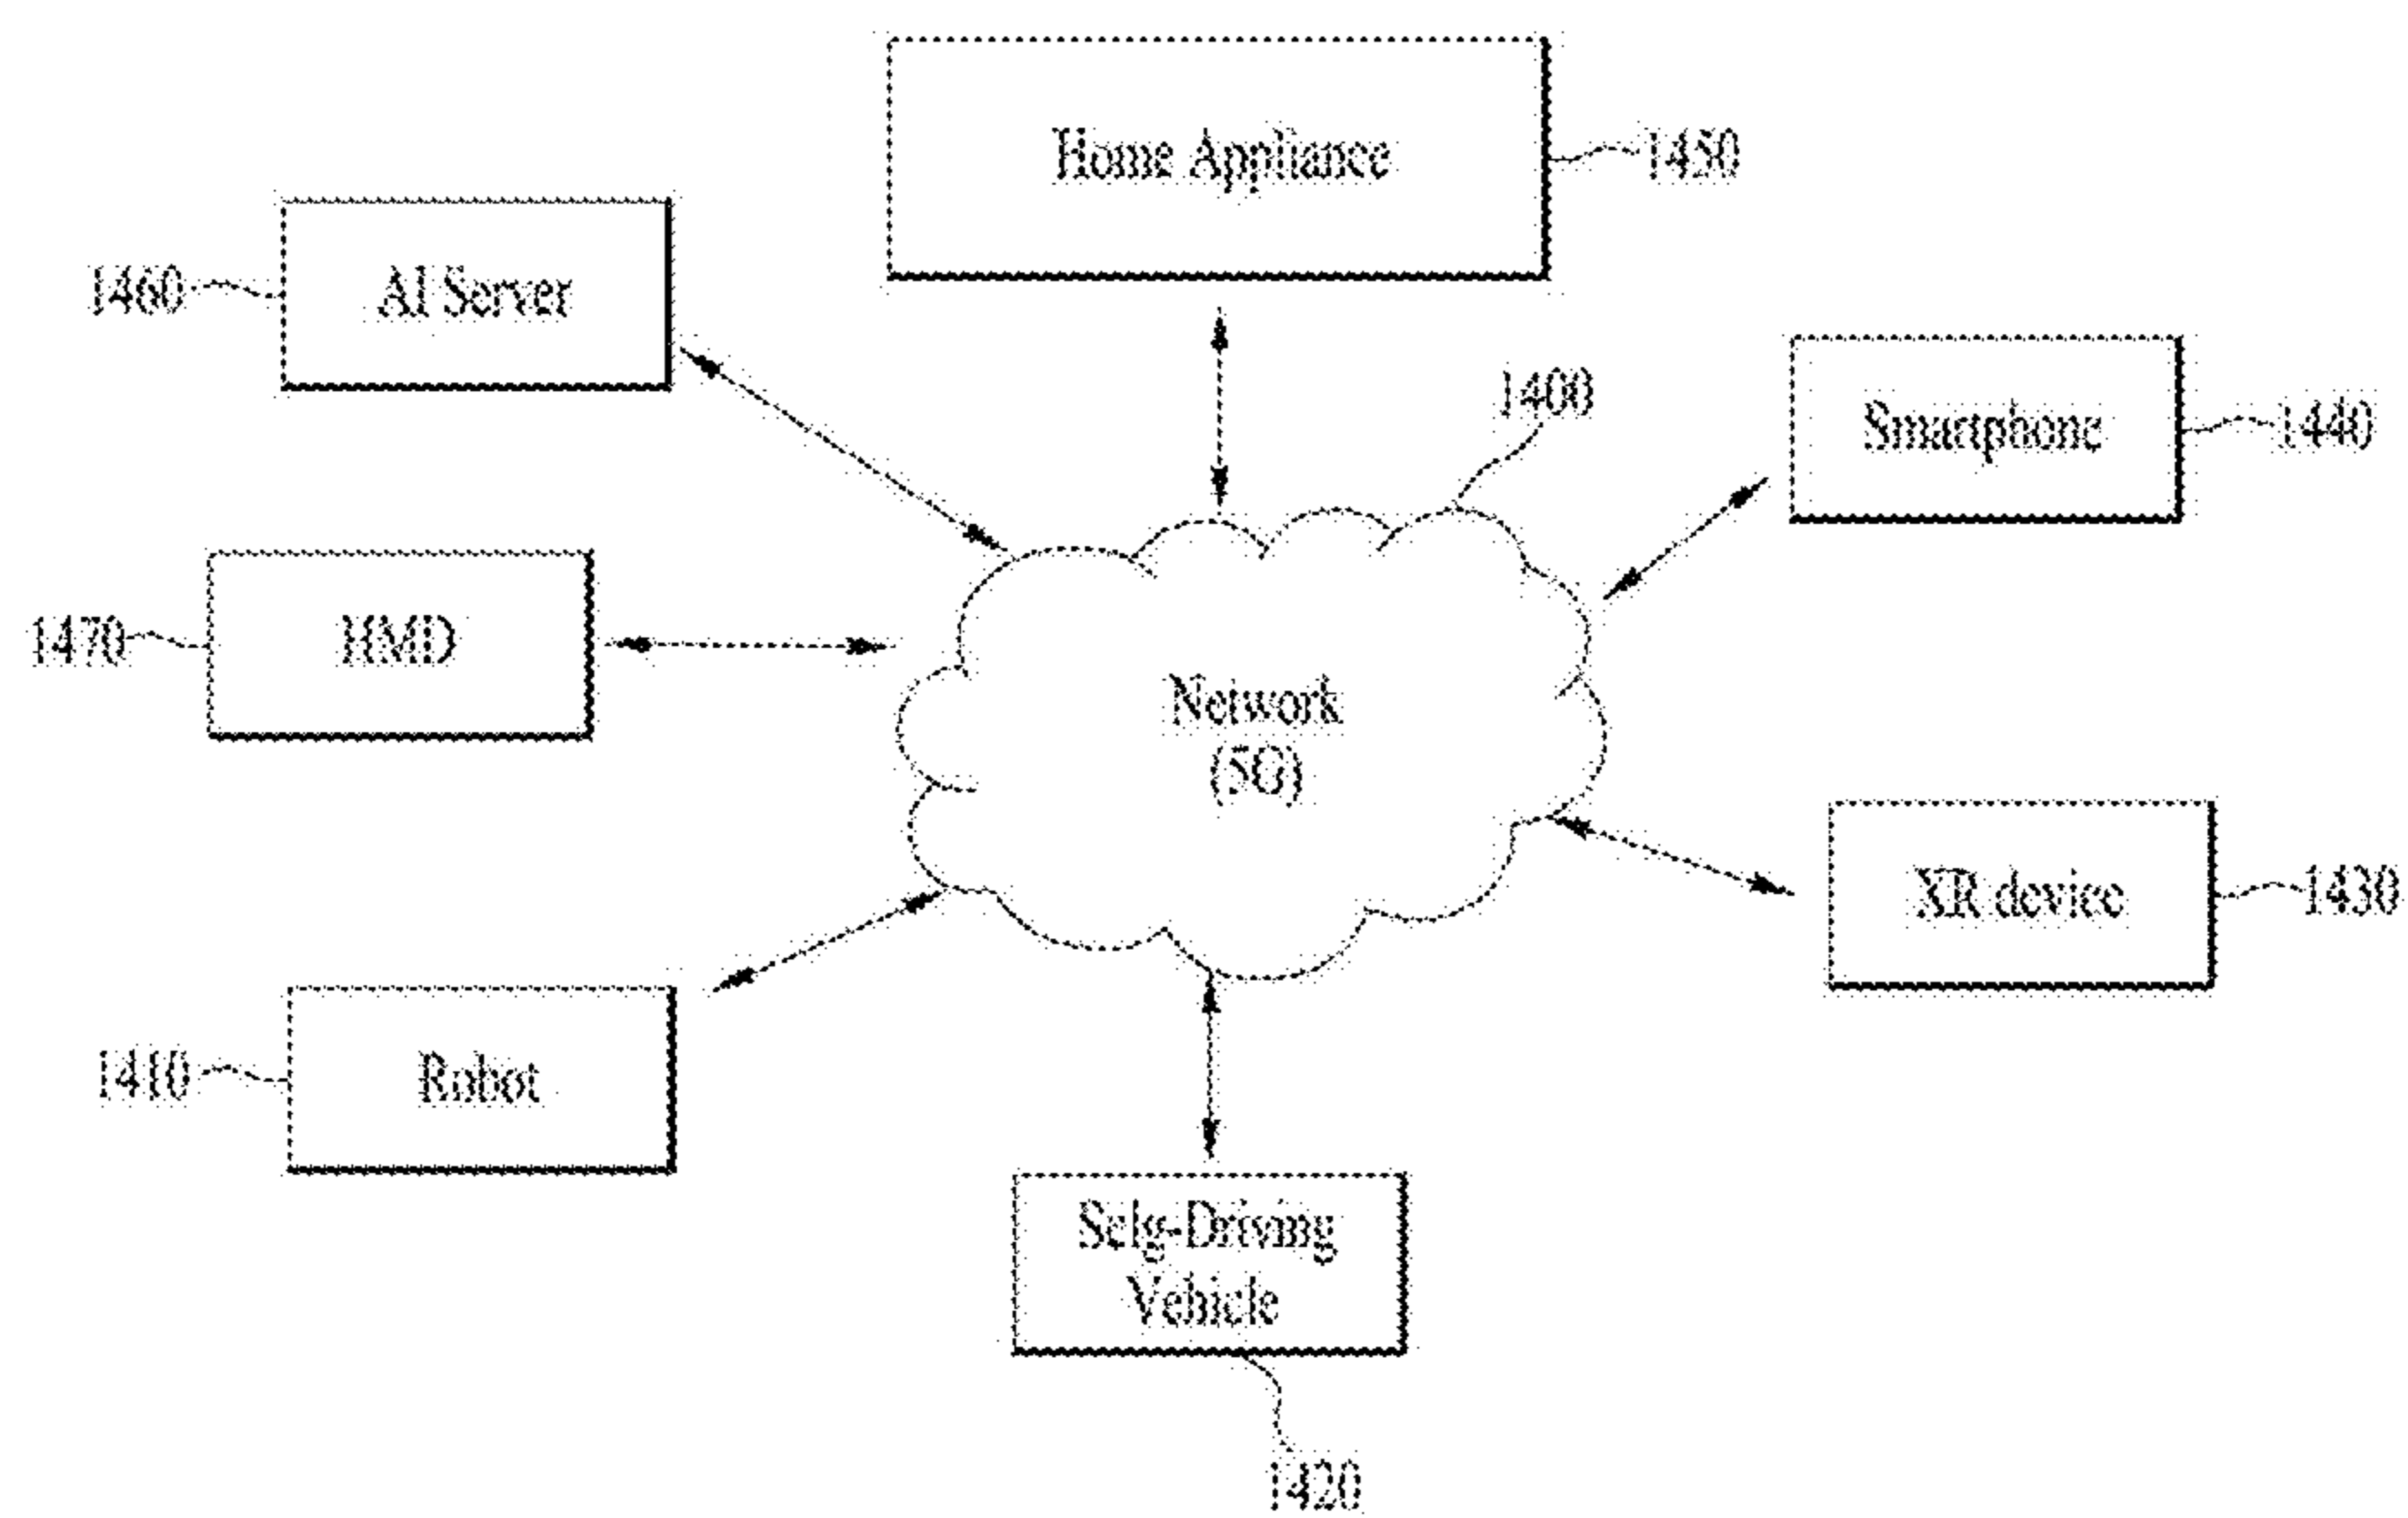 Home Appliance
1450
1460
AI Server
1400
Smartphone
1440
1470
HMD
Network
(5G)
XR device
1430
1410
Robot
Selg-Driving
Vehicle
1420